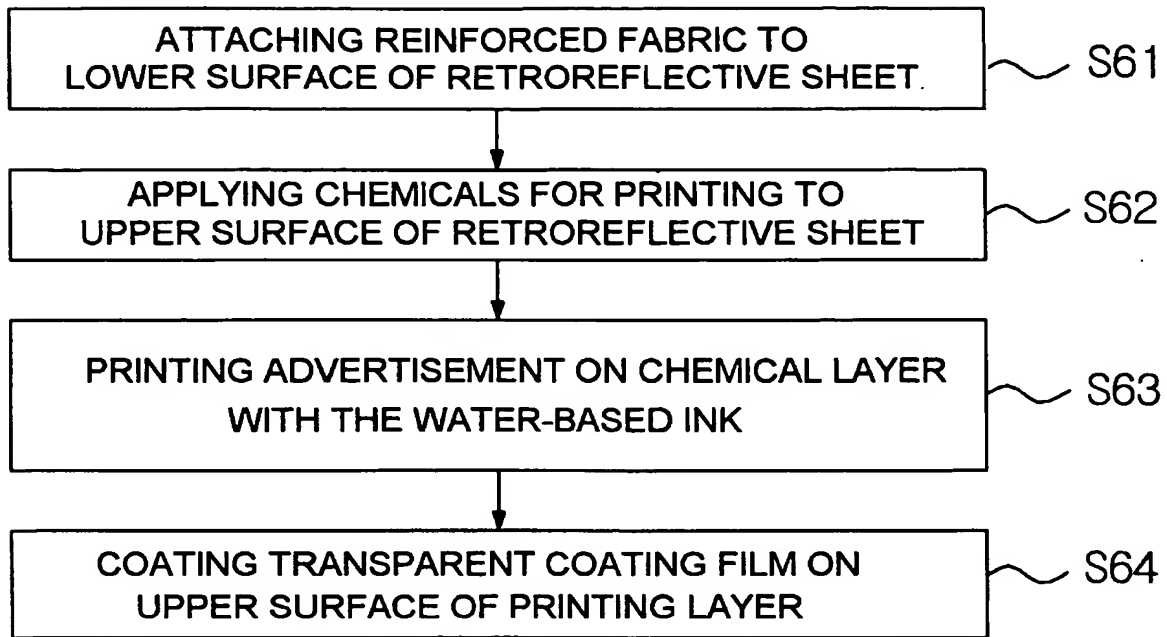 ATTACHING REINFORCED FABRIC TO
LOWER SURFACE OF RETROREFLECTIVE SHEET.
S61
APPLYING CHEMICALS FOR PRINTING TO
UPPER SURFACE OF RETROREFLECTIVE SHEET
S62
PRINTING ADVERTISEMENT ON CHEMICAL LAYER
WITH THE WATER-BASED INK
S63
COATING TRANSPARENT COATING FILM ON
UPPER SURFACE OF PRINTING LAYER
S64